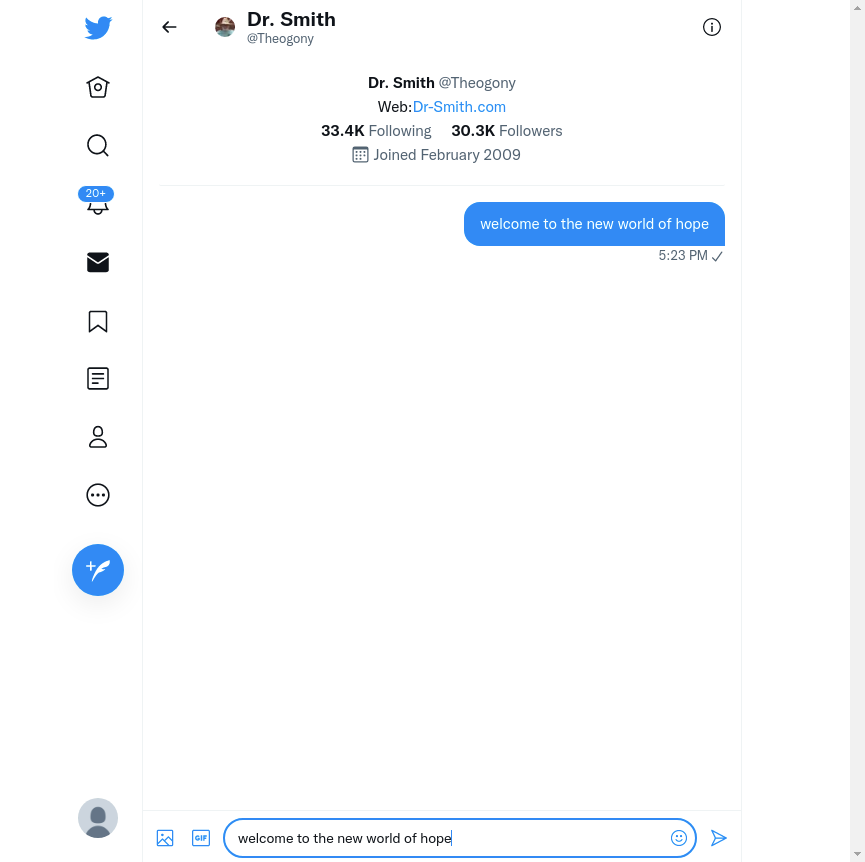 Dr. Smith
@Theogony
Dr. Smith @Theogony
Web:Dr-Smith.com
33.4K Following 30.3K Followers
Joined February 2009
20+
welcome to the new world of hope
5:23 PM
GIF
welcome to the new world of hope